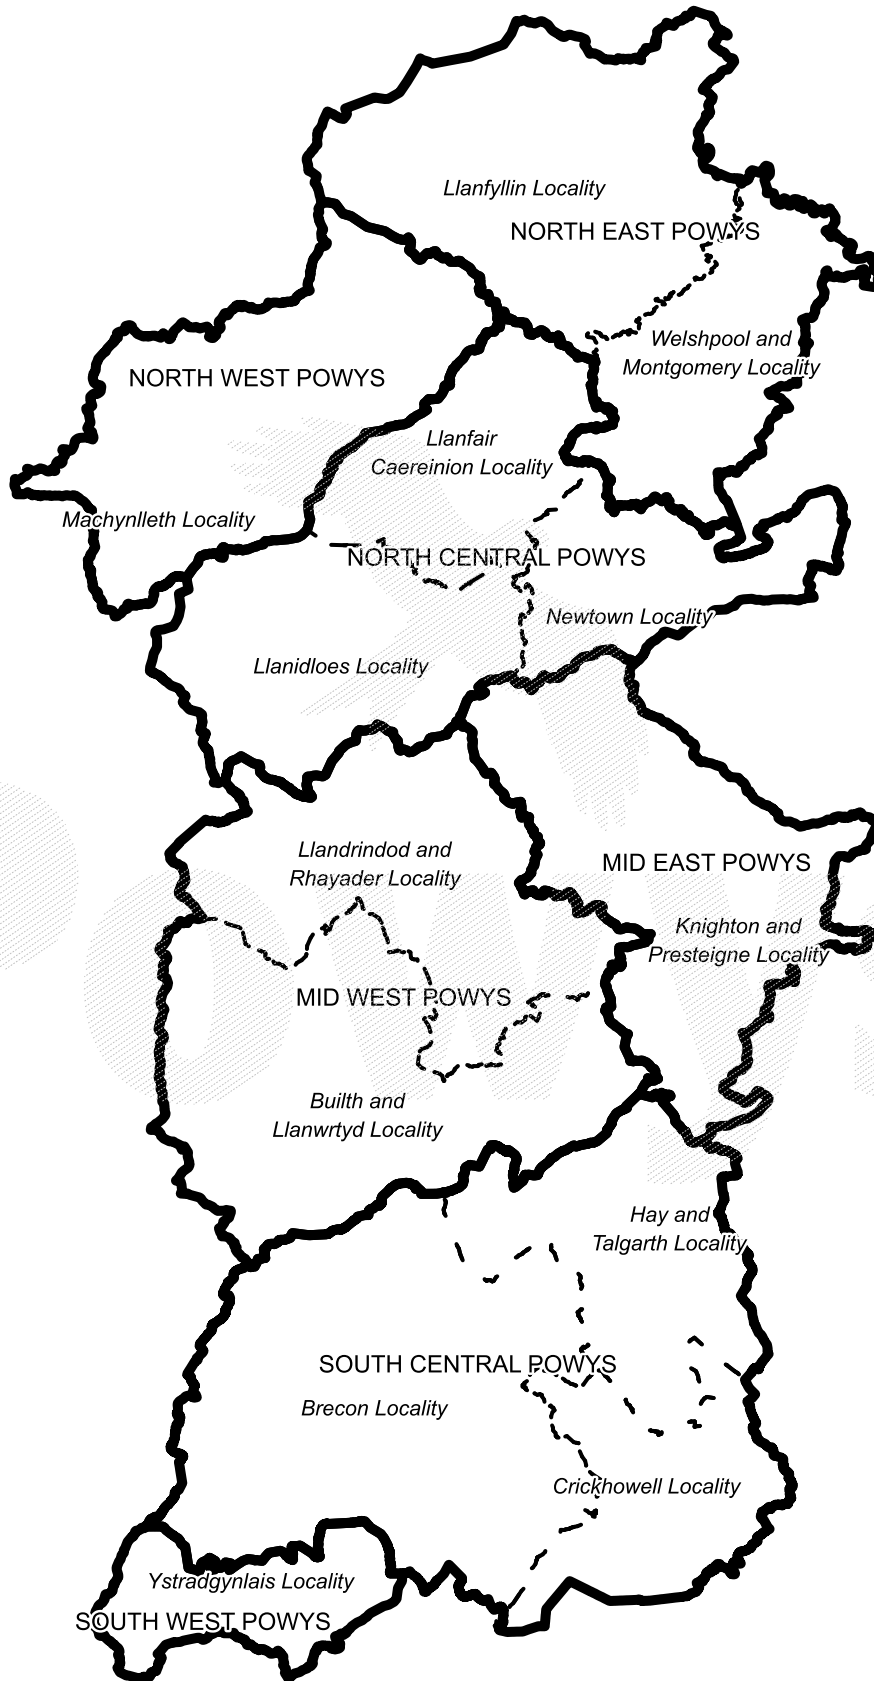 Llanfyllin Locality
NORTH EAST POWYS
Welshpool and
Montgomery Locality
NORTH WEST POWYS
Llanfair
Caereinion Locality
Machynlleth Locality
NORTH CENTRAL POWYS
Newtown Locality
Llanidloes Locality
Llandrindod and
Rhayader Locality
MID EAST POWYS
Knighton and
Presteigne Locality
MID WEST POWYS
Builth and
Llanwrtyd Locality
Hay and
Talgarth Locality
SOUTH CENTRAL POWYS
Brecon Locality
Crickhowell Locality
Ystradgynlais Locality
SOUTH WEST POWYS